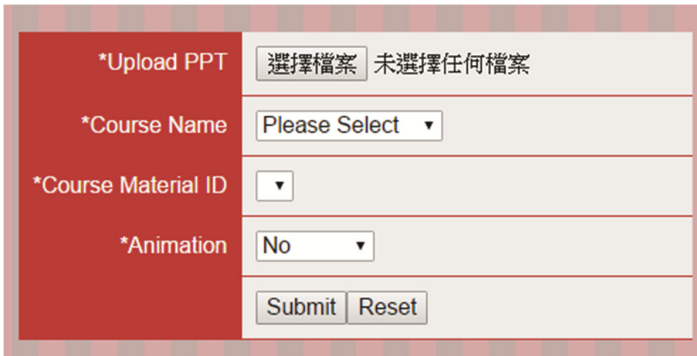 *Upload PPT 選擇檔案 未選擇任何檔案
*Course Name Please Select
*Course Material ID
*Animation No
Submit Reset